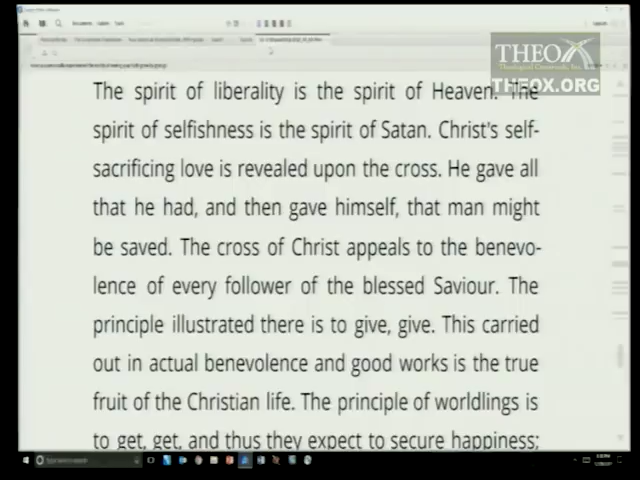 THEOX
THEOX.ORG
The spirit of liberality is the spirit of Heaven. The
spirit of selfishness is the spirit of Satan. Christ's self-
sacrificing love is revealed upon the cross. He gave all
that he had, and then gave himself, that man might
be saved. The cross of Christ appeals to the benevo-
lence of every follower of the blessed Saviour. The
principle illustrated there is to give, give. This carried
out in actual benevolence and good works is the true
fruit of the Christian life. The principle of worldlings is
to get, get, and thus they expect to secure happiness;